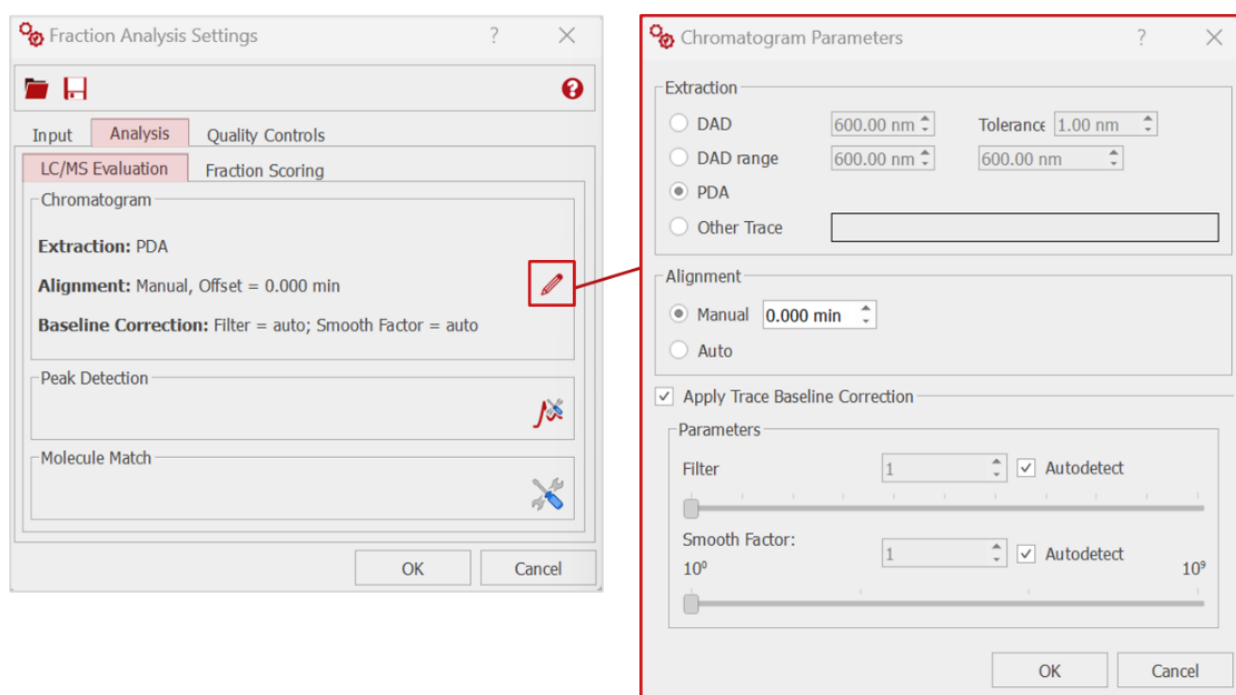 Fraction Analysis Settings
Input Analysis Quality Controls
LC/MS Evaluation Fraction Scoring
Chromatogram
Extraction: PDA
Alignment: Manual, Offset = 0.000 min
Baseline Correction: Filter = auto; Smooth Factor = auto
Peak Detection
Molecule Match
OK Cancel
Chromatogram Parameters
Extraction
DAD 600.00 nm Tolerance 1.00 nm
DAD range 600.00 nm 600.00 nm
PDA
Other Trace
Alignment
Manual 0.000 min
Auto
Apply Trace Baseline Correction
Parameters
Filter 1 Autodetect
Smooth Factor: 1 Autodetect
10⁰ 10⁹
OK Cancel